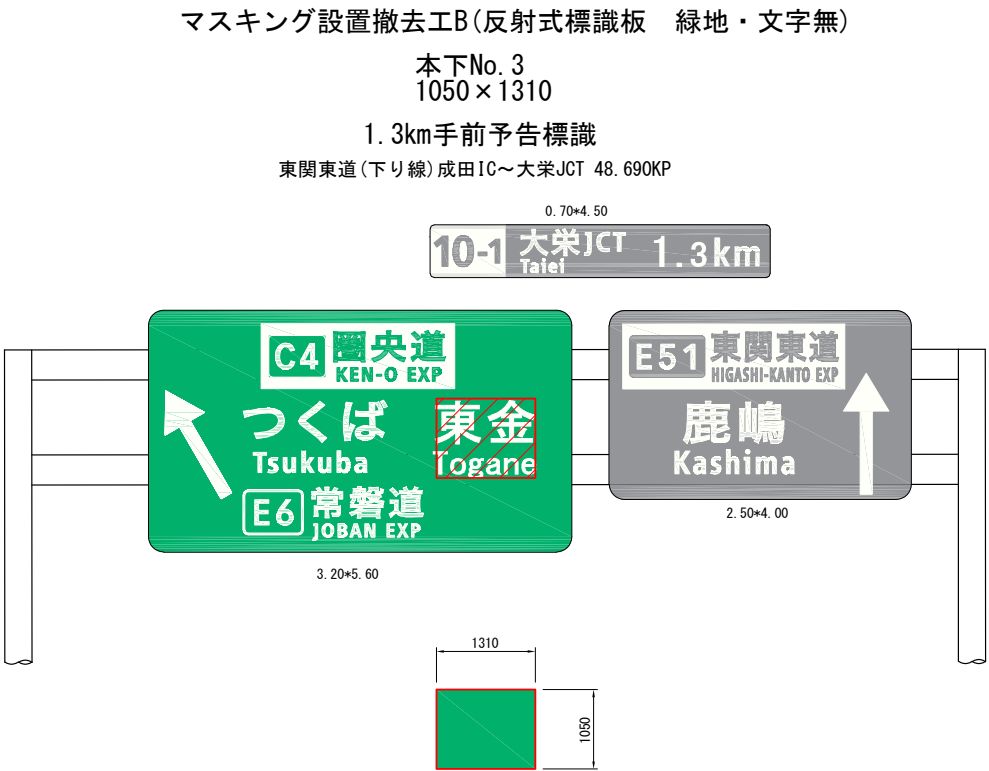 マスキング設置撤去工B(反射式標識板　緑地・文字無)
本下No.3
1050×1310
1.3km手前予告標識
東関東道(下り線)成田IC～大栄JCT 48.690KP
0.70*4.50
10-1 大栄JCT 1.3km
Taiei
C4 圏央道
KEN-O EXP
つくば 東金
Tsukuba Togane
E6 常磐道
JOBAN EXP
3.20*5.60
E51 東関東道
HIGASHI-KANTO EXP
鹿嶋
Kashima
2.50*4.00
1310
1050